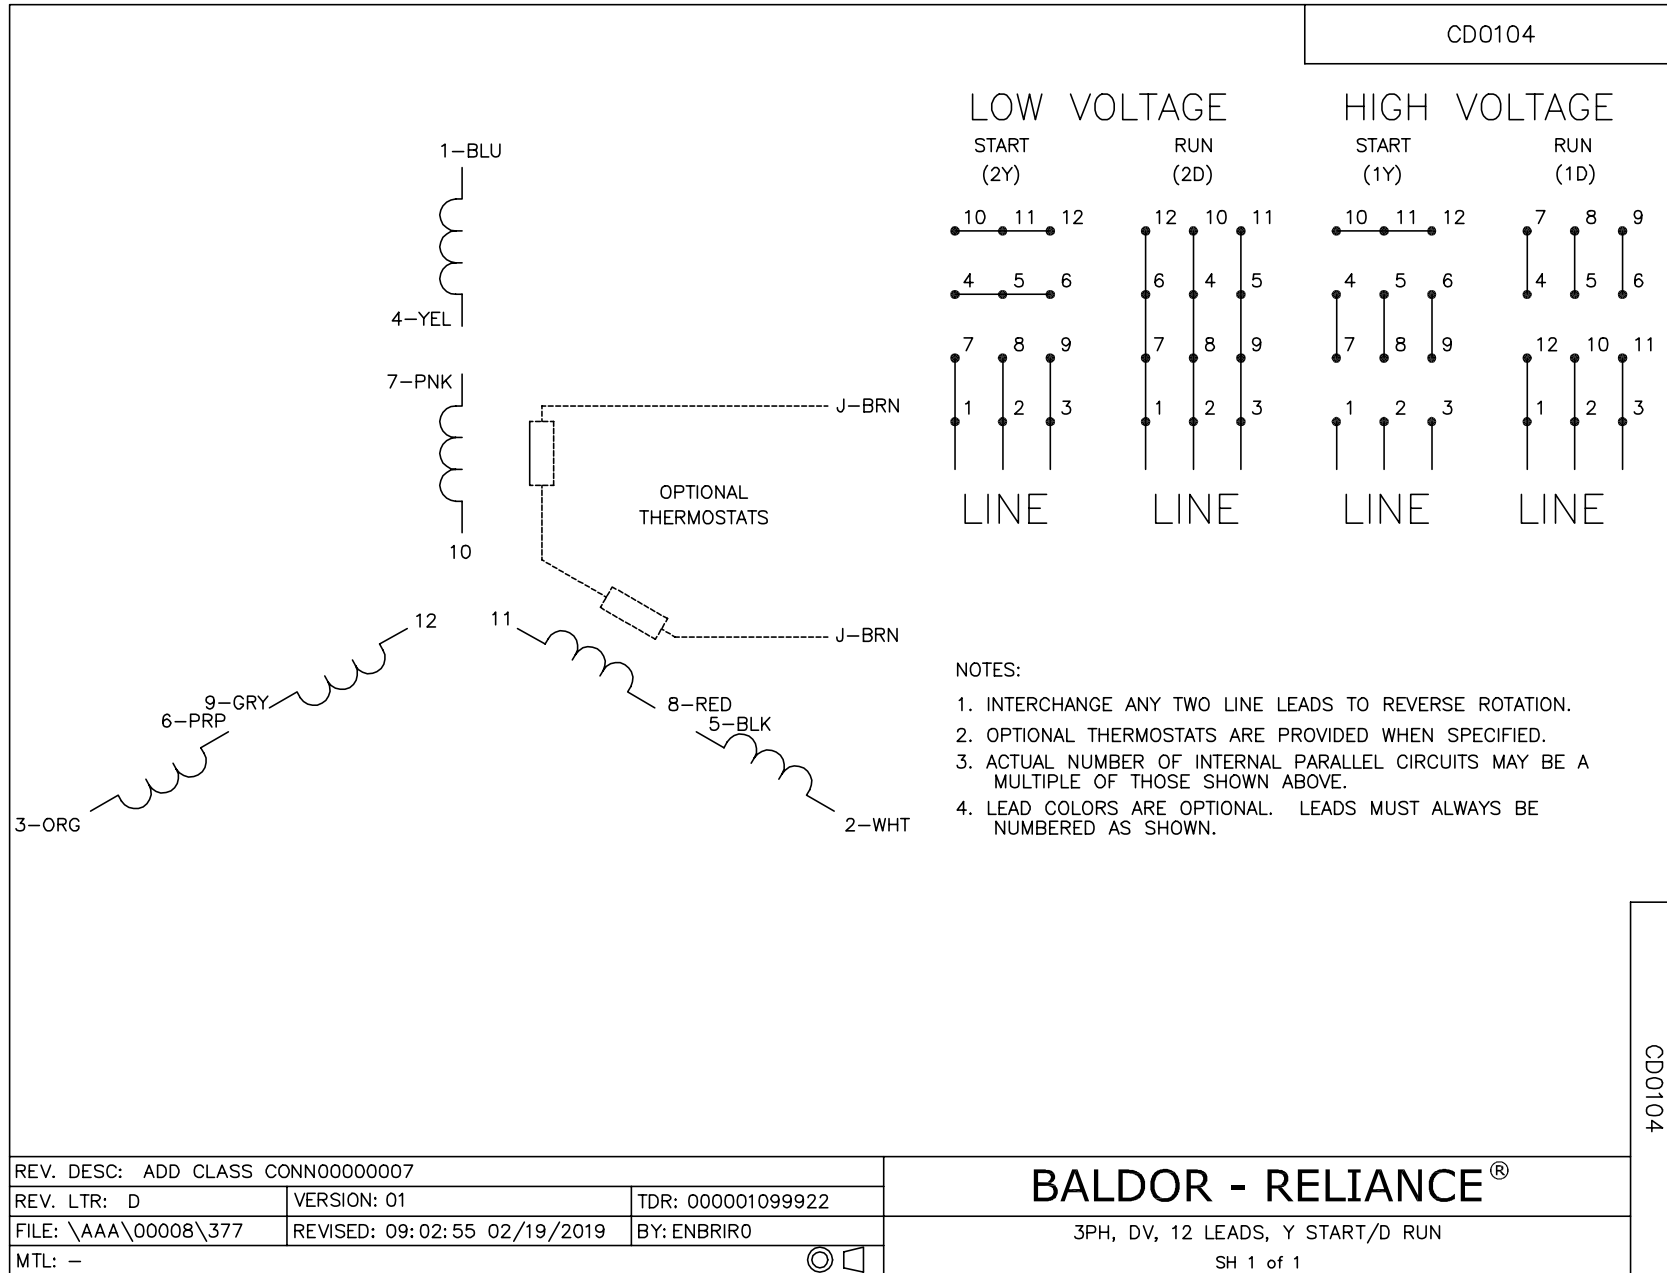 CD0104
LOW VOLTAGE HIGH VOLTAGE
START RUN START RUN
(2Y) (2D) (1Y) (1D)
10 11 12 12 10 11 10 11 12 7 8 9
4 5 6 6 4 5 4 5 6 4 5 6
7 8 9 7 8 9 7 8 9 12 10 11
1 2 3 1 2 3 1 2 3 1 2 3
LINE LINE LINE LINE
1-BLU
4-YEL
7-PNK
10
J-BRN
OPTIONAL
THERMOSTATS
J-BRN
12 11
9-GRY
6-PRP
3-ORG
8-RED
5-BLK
2-WHT
NOTES:
1. INTERCHANGE ANY TWO LINE LEADS TO REVERSE ROTATION.
2. OPTIONAL THERMOSTATS ARE PROVIDED WHEN SPECIFIED.
3. ACTUAL NUMBER OF INTERNAL PARALLEL CIRCUITS MAY BE A
MULTIPLE OF THOSE SHOWN ABOVE.
4. LEAD COLORS ARE OPTIONAL. LEADS MUST ALWAYS BE
NUMBERED AS SHOWN.
CD0104
REV. DESC: ADD CLASS CONN00000007
REV. LTR: D VERSION: 01 TDR: 000001099922
FILE: \AAA\00008\377 REVISED: 09:02:55 02/19/2019 BY: ENBRIR0
MTL: -
BALDOR - RELIANCE®
3PH, DV, 12 LEADS, Y START/D RUN
SH 1 of 1